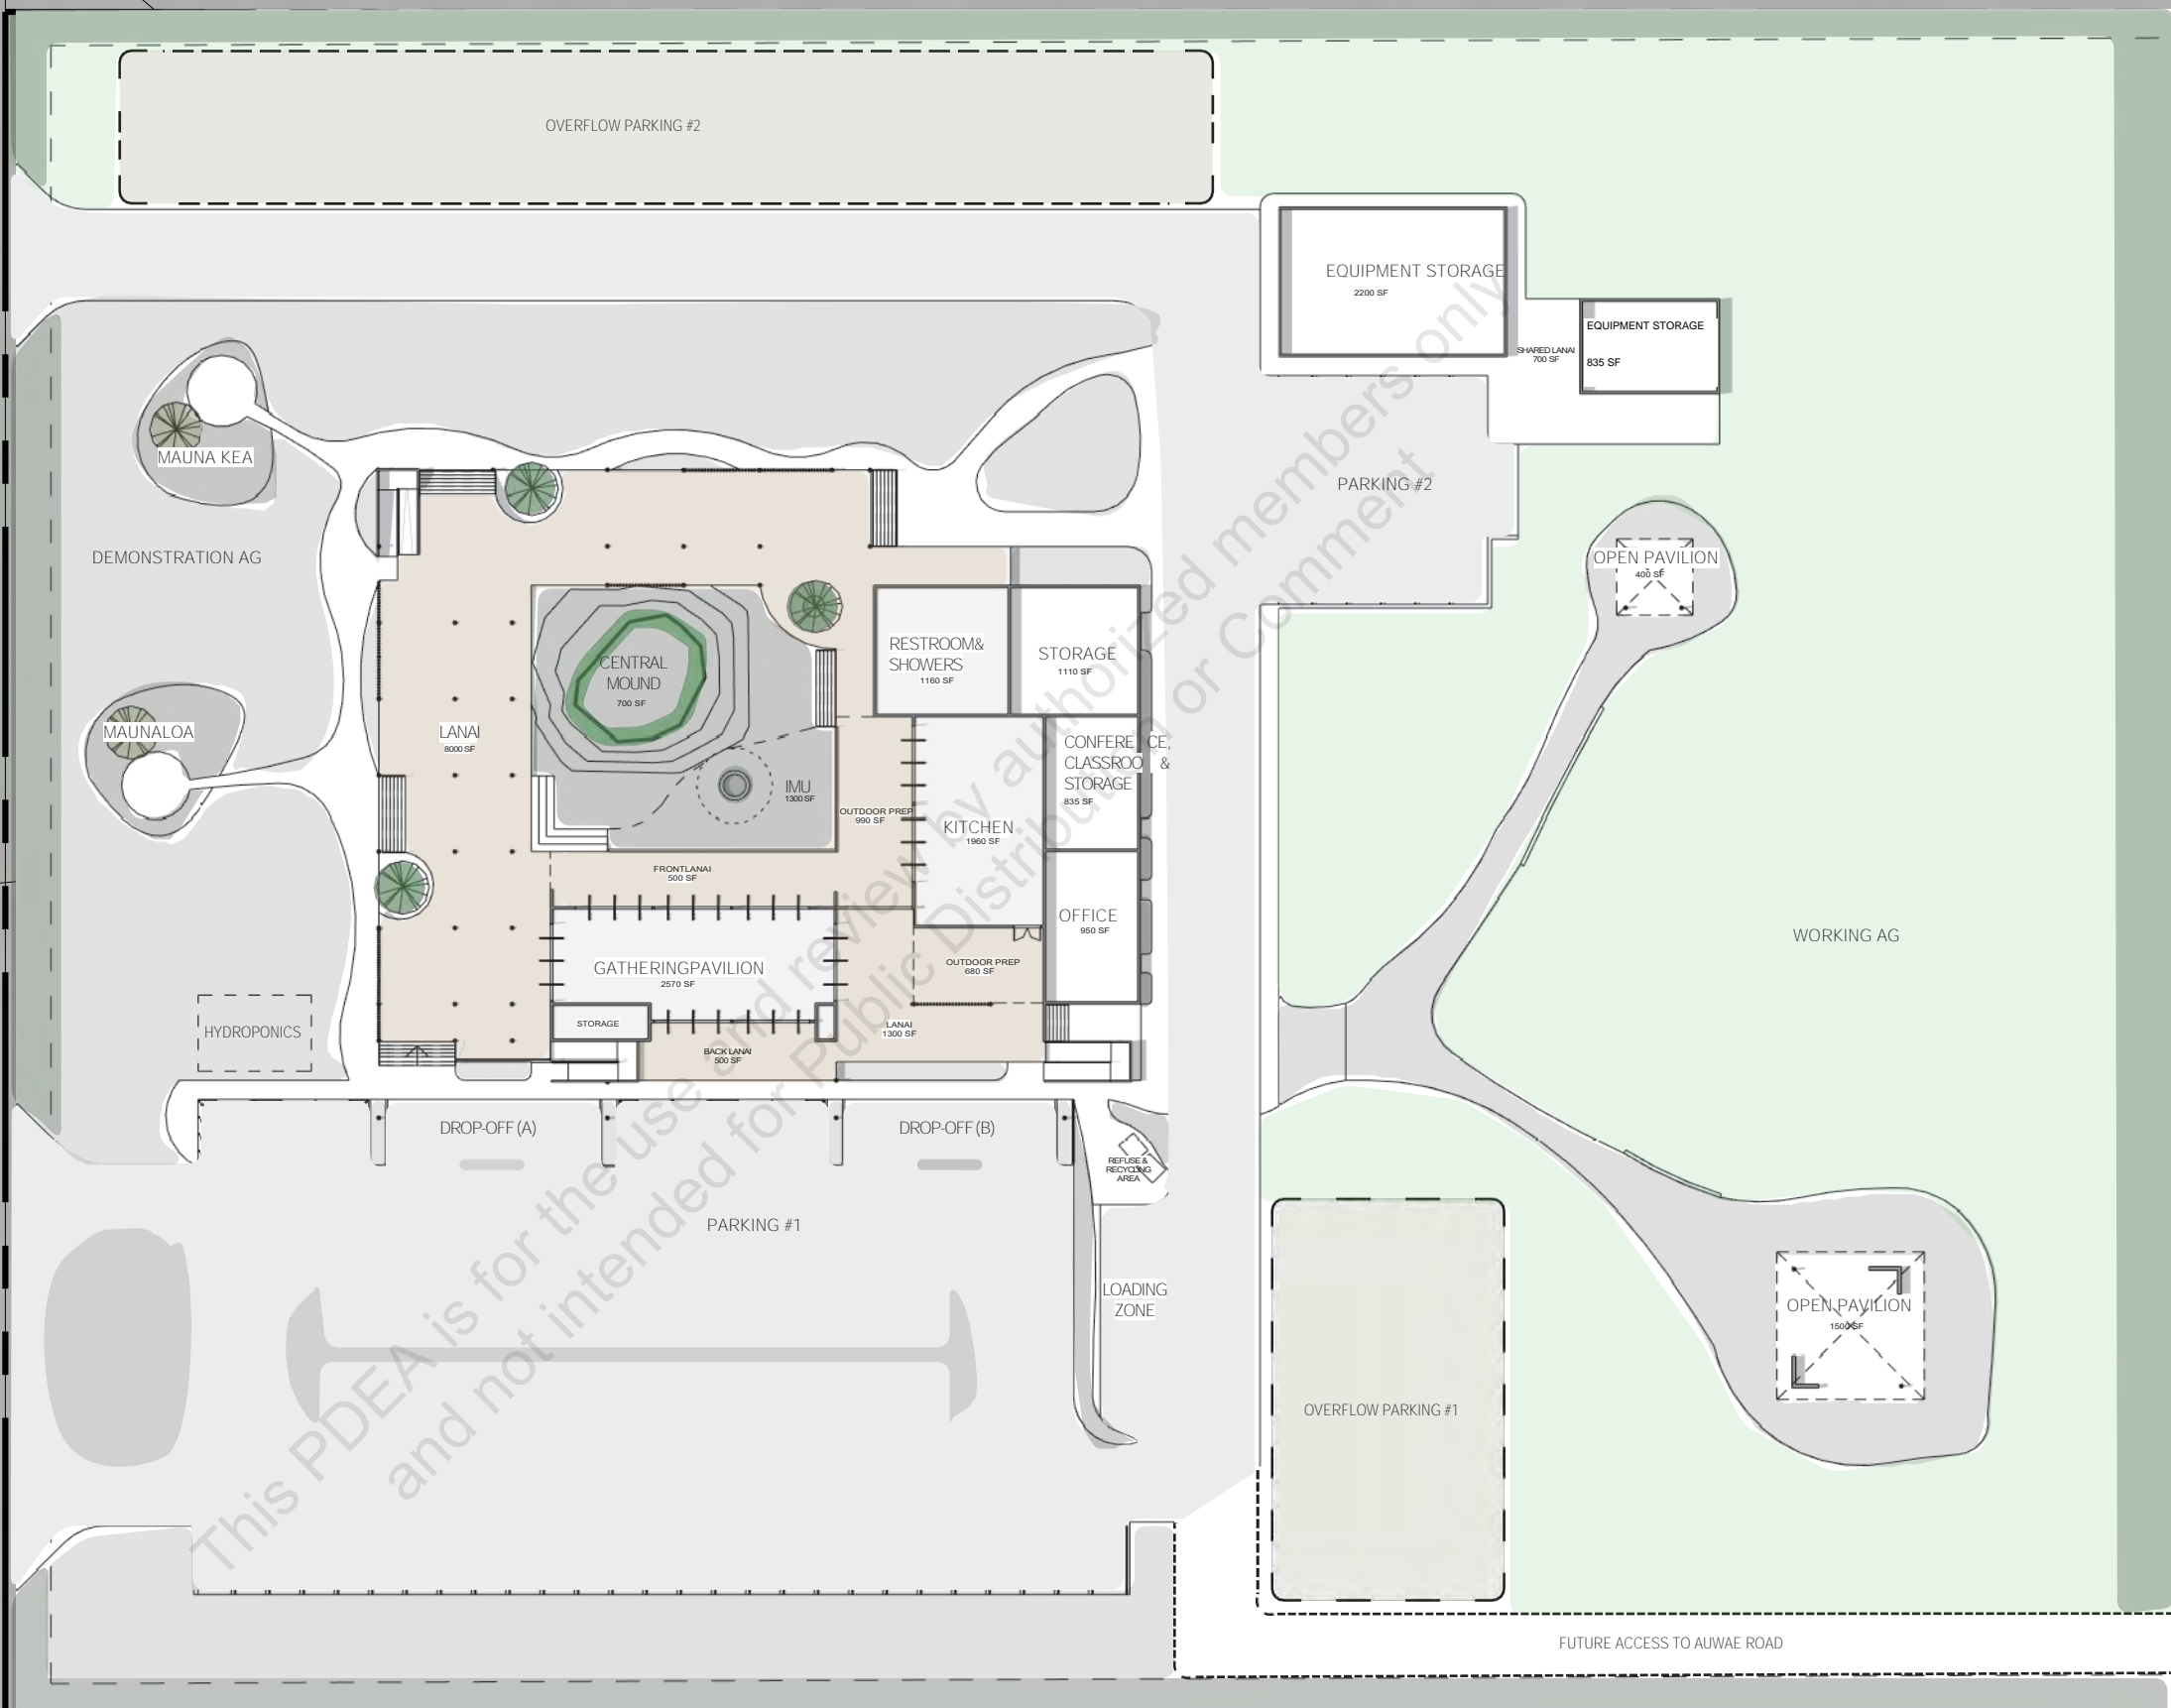 OVERFLOW PARKING #2
EQUIPMENT STORAGE
2200 SF
EQUIPMENT STORAGE
835 SF
SHARED LANAI
700 SF
MAUNA KEA
PARKING #2
DEMONSTRATION AG
OPEN PAVILION
400 SF
RESTROOM&
SHOWERS
1160 SF
STORAGE
1110 SF
CENTRAL
MOUND
700 SF
MAUNALOA
LANAI
8000 SF
CONFERE CE,
CLASSROO &
STORAGE
835 SF
IMU
1300 SF
OUTDOOR PREP
990 SF
KITCHEN
1960 SF
FRONTLANAI
500 SF
OFFICE
950 SF
WORKING AG
GATHERINGPAVILION
2570 SF
OUTDOOR PREP
680 SF
STORAGE
LANAI
1300 SF
HYDROPONICS
BACK LANAI
500 SF
DROP-OFF (A)
DROP-OFF (B)
REFUSE &
RECYCLING
AREA
PARKING #1
LOADING
ZONE
OPEN PAVILION
1500 SF
OVERFLOW PARKING #1
FUTURE ACCESS TO AUWAE ROAD
This PDEA is for the use and review by authorized members only
and not intended for Public Distribution or Comment